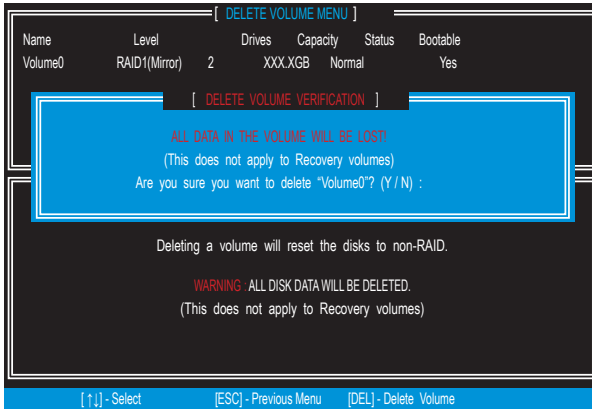 [ DELETE VOLUME MENU ]
Name Level Drives Capacity Status Bootable
Volume0 RAID1(Mirror) 2 XXX.XGB Normal Yes
[ DELETE VOLUME VERIFICATION ]
ALL DATA IN THE VOLUME WILL BE LOST!
(This does not apply to Recovery volumes)
Are you sure you want to delete “Volume0”? (Y / N) :
Deleting a volume will reset the disks to non-RAID.
WARNING : ALL DISK DATA WILL BE DELETED.
(This does not apply to Recovery volumes)
[↑↓] - Select [ESC] - Previous Menu [DEL] - Delete Volume